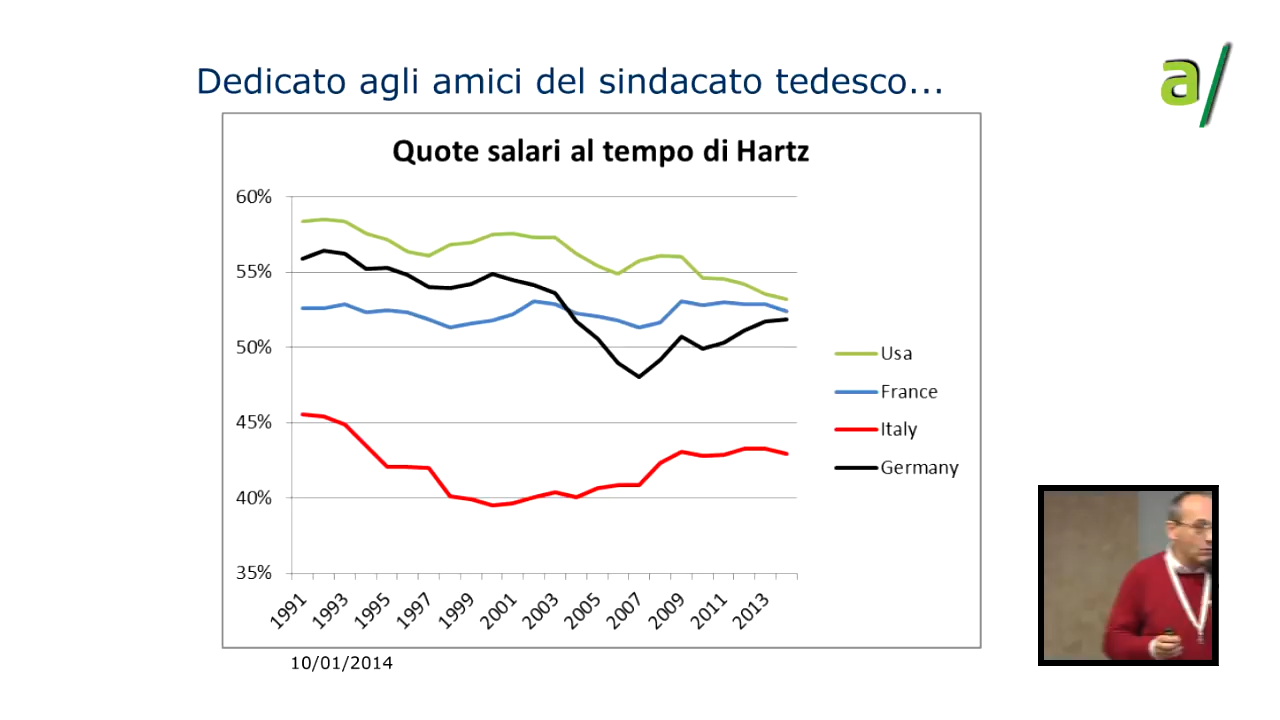 Dedicato agli amici del sindacato tedesco...
a/
Quote salari al tempo di Hartz
60%
55%
50%
45%
40%
35%
1991 1993 1995 1997 1999 2001 2003 2005 2007 2009 2011 2013
Usa
France
Italy
Germany
10/01/2014